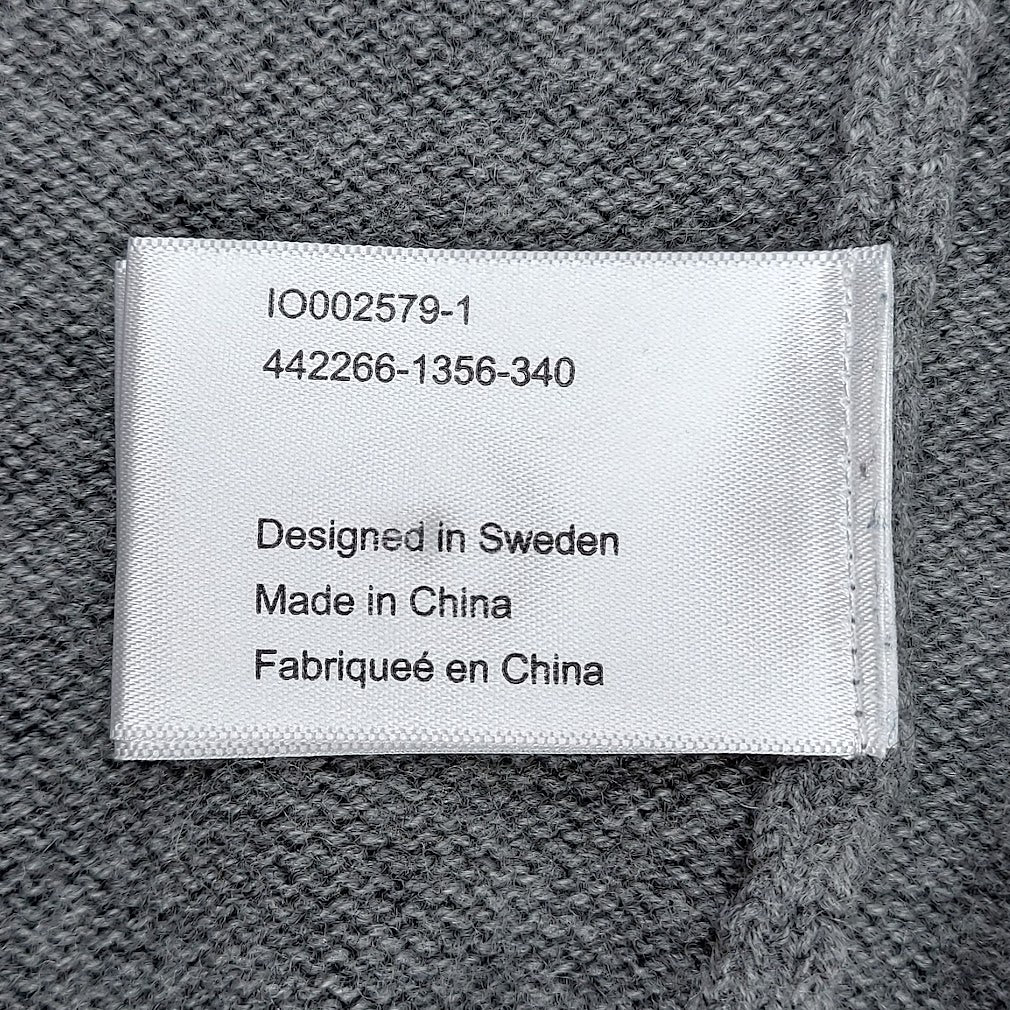 IO002579-1
442266-1356-340
Designed in Sweden
Made in China
Fabriqueé en China